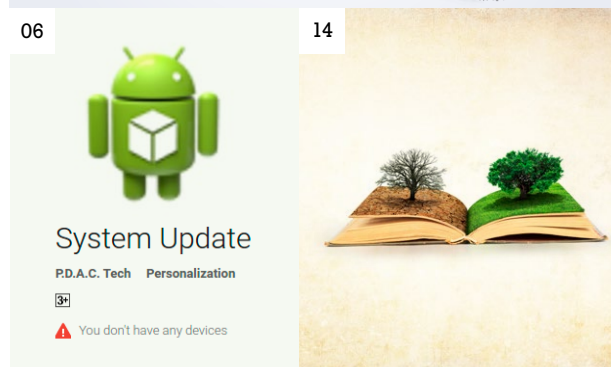 06
14
System Update
P.D.A.C. Tech Personalization
3+
You don't have any devices